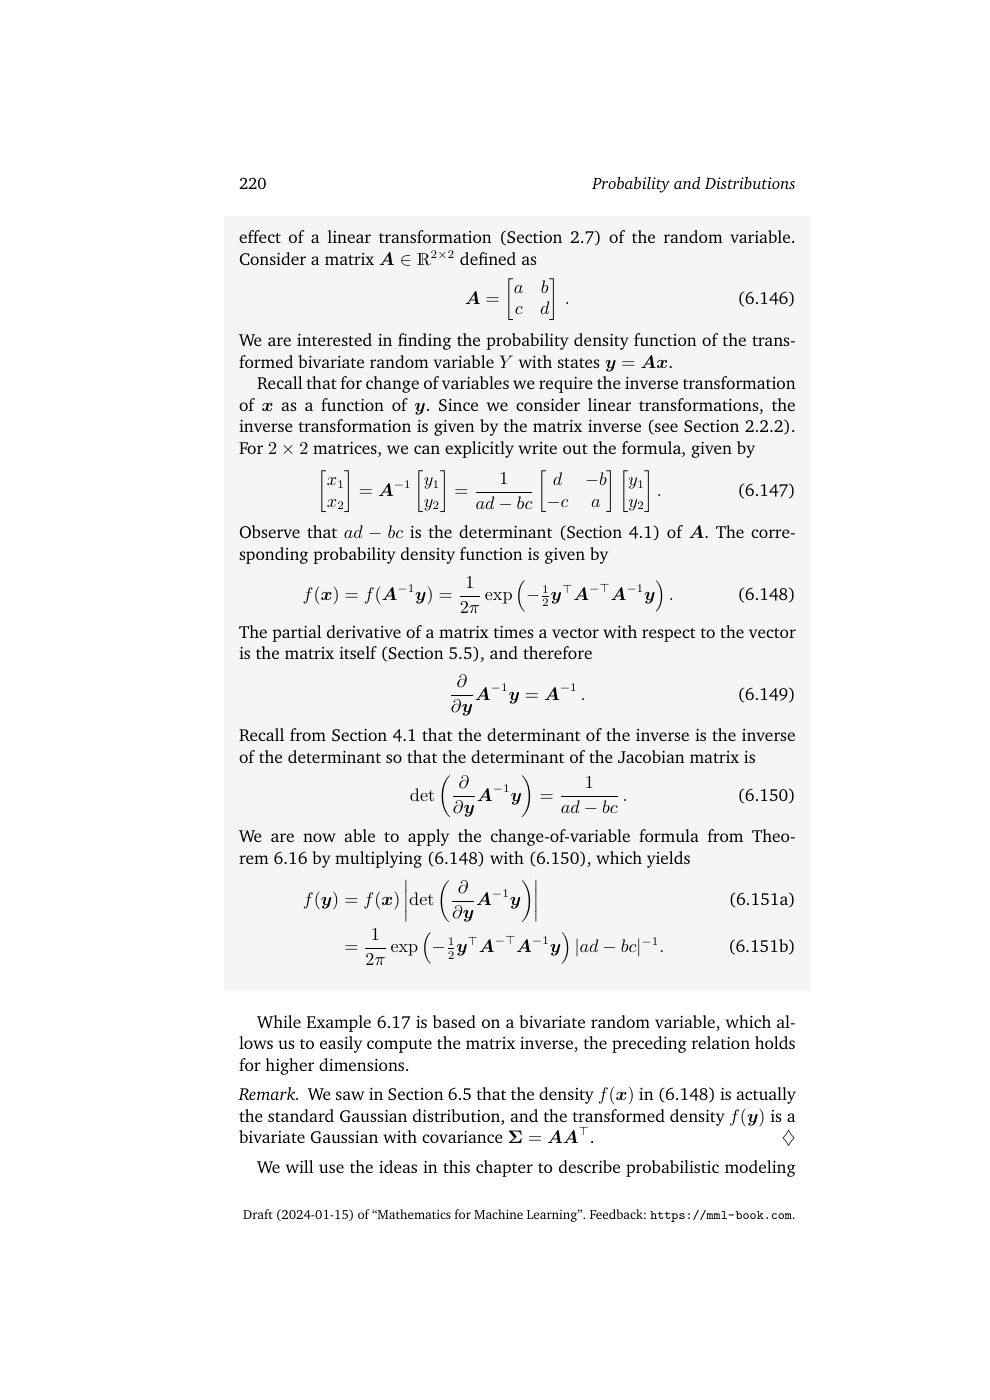 220 Probability and Distributions
effect of a linear transformation (Section 2.7) of the random variable.
Consider a matrix A ∈ ℝ²ˣ² defined as
A = [a b; c d] . (6.146)
We are interested in finding the probability density function of the trans-
formed bivariate random variable Y with states y = Ax.
Recall that for change of variables we require the inverse transformation
of x as a function of y. Since we consider linear transformations, the
inverse transformation is given by the matrix inverse (see Section 2.2.2).
For 2 × 2 matrices, we can explicitly write out the formula, given by
[x₁; x₂] = A⁻¹ [y₁; y₂] = 1/(ad − bc) [d −b; −c a] [y₁; y₂] . (6.147)
Observe that ad − bc is the determinant (Section 4.1) of A. The corre-
sponding probability density function is given by
f(x) = f(A⁻¹y) = 1/(2π) exp (−½y⊤A−⊤A⁻¹y) . (6.148)
The partial derivative of a matrix times a vector with respect to the vector
is the matrix itself (Section 5.5), and therefore
∂/∂y A⁻¹y = A⁻¹ . (6.149)
Recall from Section 4.1 that the determinant of the inverse is the inverse
of the determinant so that the determinant of the Jacobian matrix is
det (∂/∂y A⁻¹y) = 1/(ad − bc) . (6.150)
We are now able to apply the change-of-variable formula from Theo-
rem 6.16 by multiplying (6.148) with (6.150), which yields
f(y) = f(x) |det (∂/∂y A⁻¹y)| (6.151a)
= 1/(2π) exp (−½y⊤A−⊤A⁻¹y) |ad − bc|⁻¹. (6.151b)
While Example 6.17 is based on a bivariate random variable, which al-
lows us to easily compute the matrix inverse, the preceding relation holds
for higher dimensions.
Remark. We saw in Section 6.5 that the density f(x) in (6.148) is actually
the standard Gaussian distribution, and the transformed density f(y) is a
bivariate Gaussian with covariance Σ = AA⊤. ♢
We will use the ideas in this chapter to describe probabilistic modeling
Draft (2024-01-15) of “Mathematics for Machine Learning”. Feedback: https://mml-book.com.